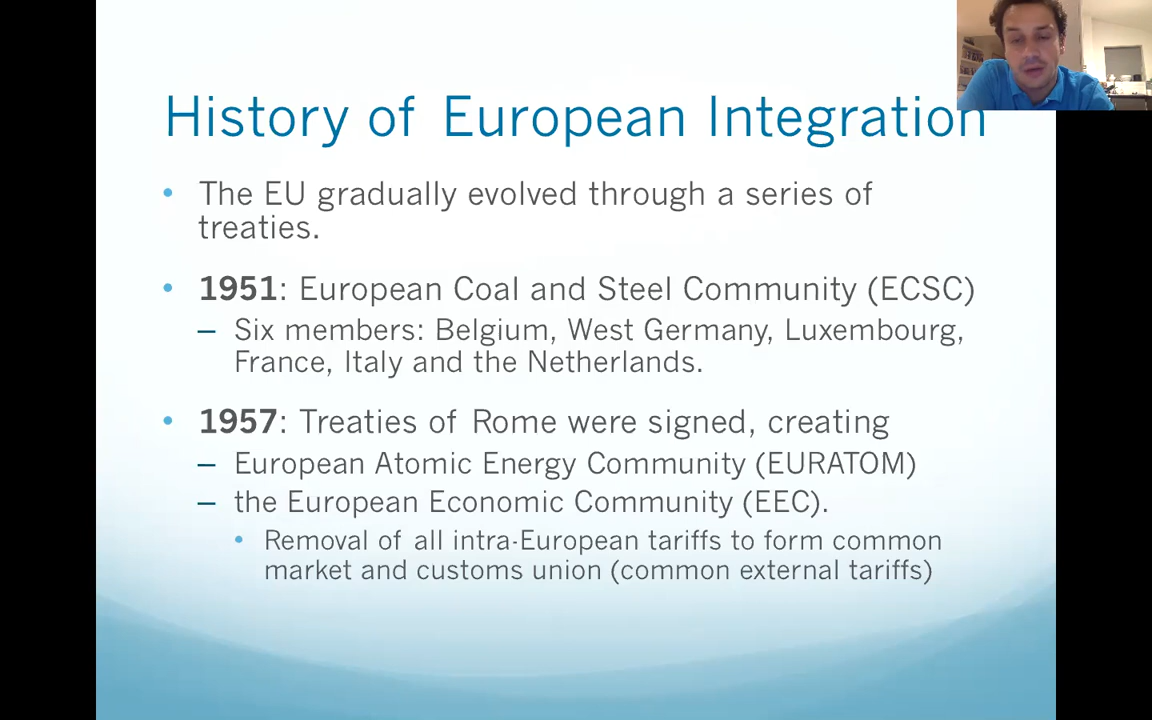 History of European Integration
• The EU gradually evolved through a series of
treaties.
• 1951: European Coal and Steel Community (ECSC)
– Six members: Belgium, West Germany, Luxembourg,
France, Italy and the Netherlands.
• 1957: Treaties of Rome were signed, creating
– European Atomic Energy Community (EURATOM)
– the European Economic Community (EEC).
• Removal of all intra-European tariffs to form common
market and customs union (common external tariffs)